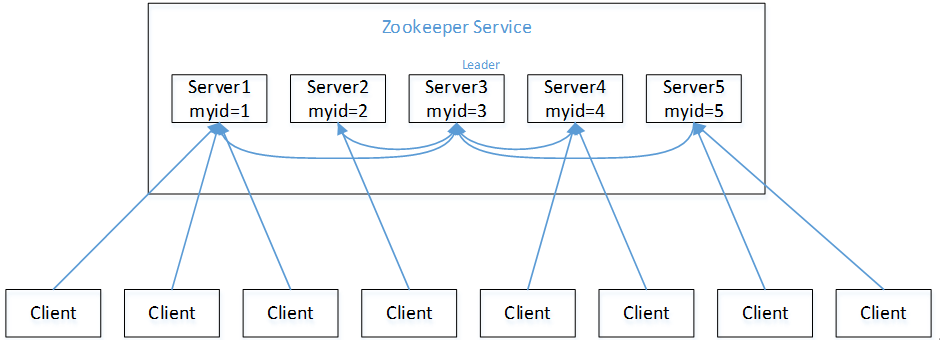 Zookeeper Service
Leader
Server1
myid=1
Server2
myid=2
Server3
myid=3
Server4
myid=4
Server5
myid=5
Client
Client
Client
Client
Client
Client
Client
Client